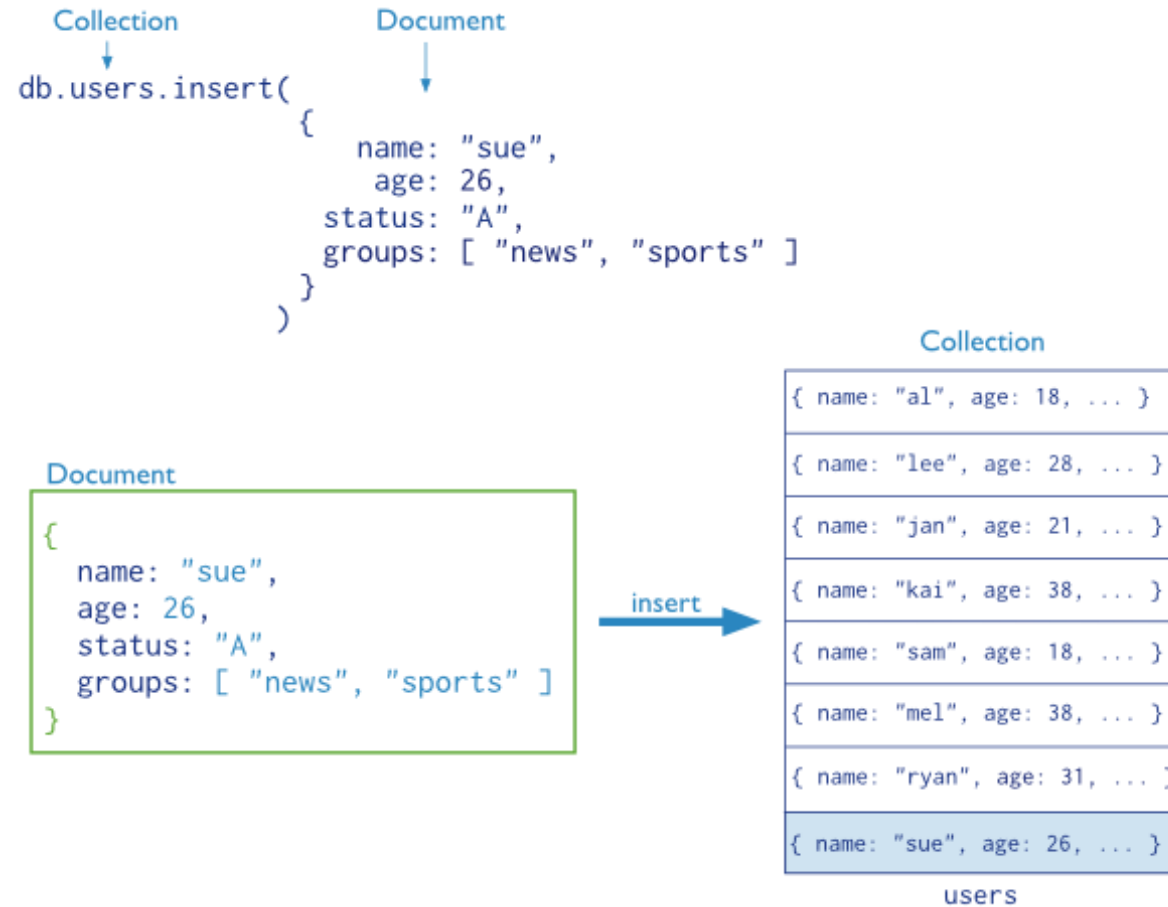 Collection Document
db.users.insert(
{
name: "sue",
age: 26,
status: "A",
groups: [ "news", "sports" ]
}
)
Document
{
name: "sue",
age: 26,
status: "A",
groups: [ "news", "sports" ]
}
insert
Collection
{ name: "al", age: 18, ... }
{ name: "lee", age: 28, ... }
{ name: "jan", age: 21, ... }
{ name: "kai", age: 38, ... }
{ name: "sam", age: 18, ... }
{ name: "mel", age: 38, ... }
{ name: "ryan", age: 31, ... }
{ name: "sue", age: 26, ... }
users